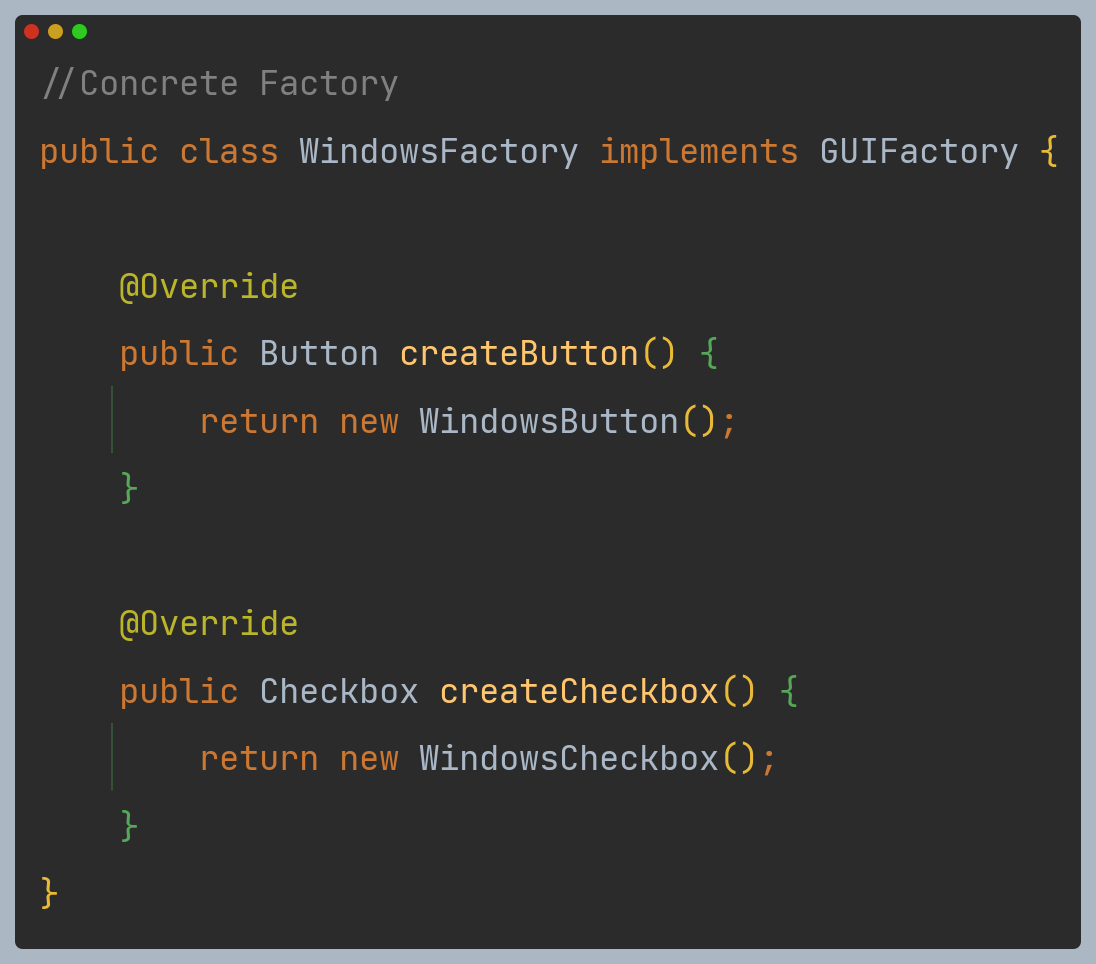 //Concrete Factory
public class WindowsFactory implements GUIFactory {
@Override
public Button createButton() {
return new WindowsButton();
}
@Override
public Checkbox createCheckbox() {
return new WindowsCheckbox();
}
}